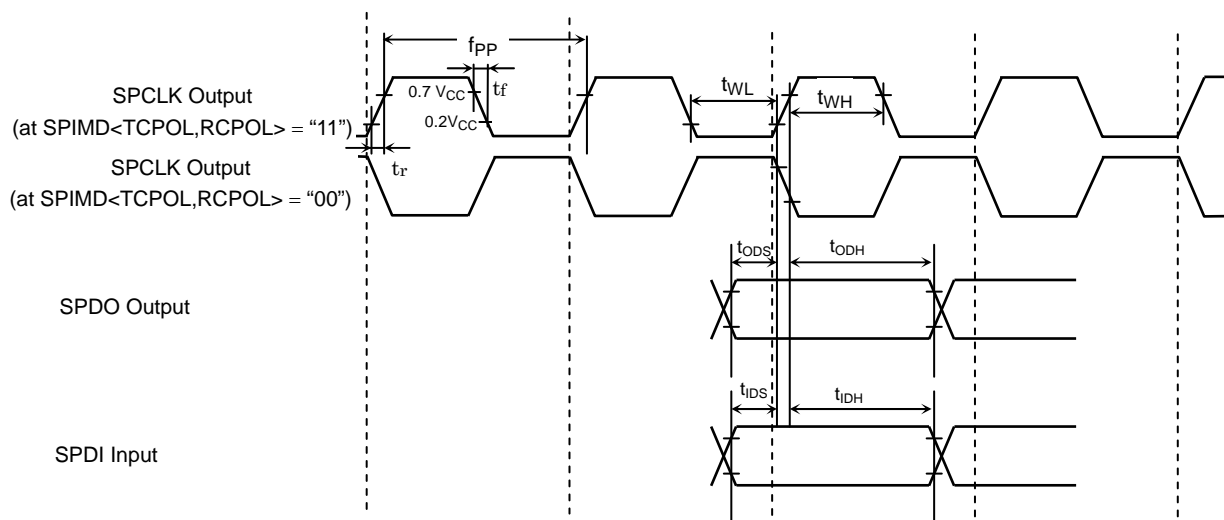 fPP
SPCLK Output
(at SPIMD<TCPOL,RCPOL> = “11”)
0.7 VCC
tf
0.2VCC
tWL
tWH
tr
SPCLK Output
(at SPIMD<TCPOL,RCPOL> = “00”)
tODS
tODH
SPDO Output
tIDS
tIDH
SPDI Input